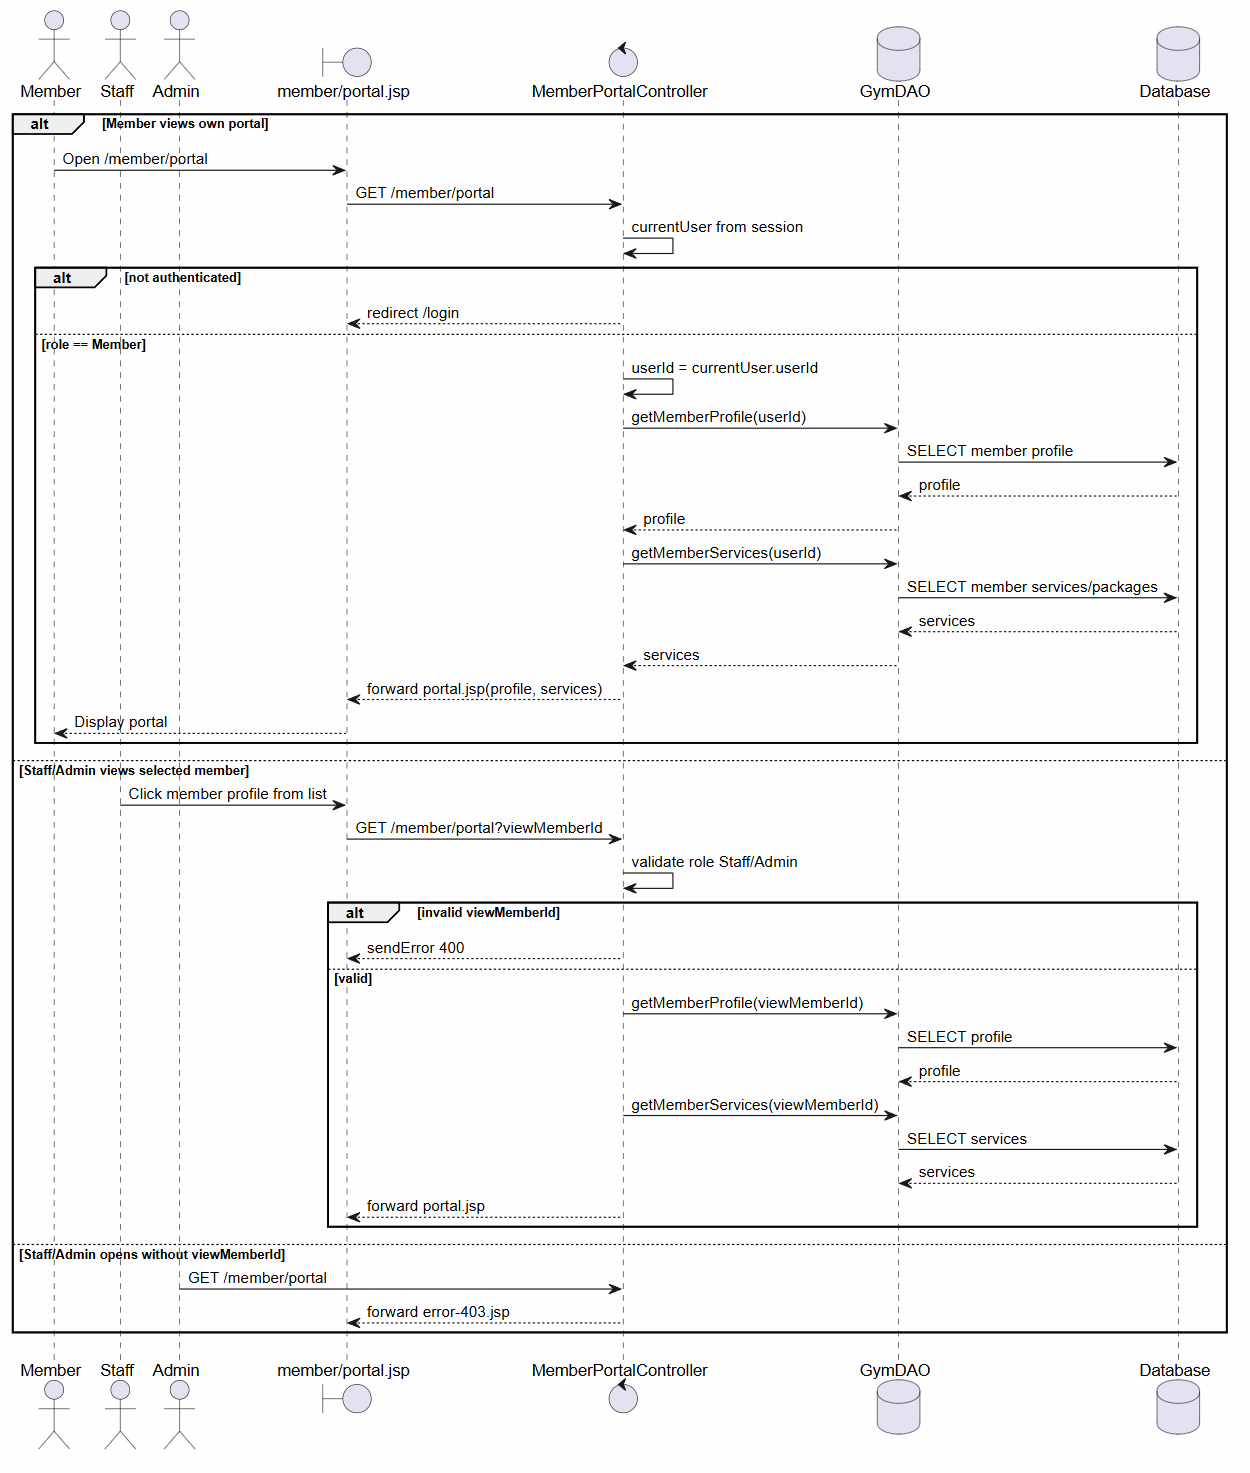 Member Staff Admin member/portal.jsp MemberPortalController GymDAO Database
alt [Member views own portal]
Open /member/portal
GET /member/portal
currentUser from session
alt [not authenticated]
redirect /login
[role == Member]
userId = currentUser.userId
getMemberProfile(userId)
SELECT member profile
profile
profile
getMemberServices(userId)
SELECT member services/packages
services
services
forward portal.jsp(profile, services)
Display portal
[Staff/Admin views selected member]
Click member profile from list
GET /member/portal?viewMemberId
validate role Staff/Admin
alt [invalid viewMemberId]
sendError 400
[valid]
getMemberProfile(viewMemberId)
SELECT profile
profile
getMemberServices(viewMemberId)
SELECT services
services
forward portal.jsp
[Staff/Admin opens without viewMemberId]
GET /member/portal
forward error-403.jsp
Member Staff Admin member/portal.jsp MemberPortalController GymDAO Database